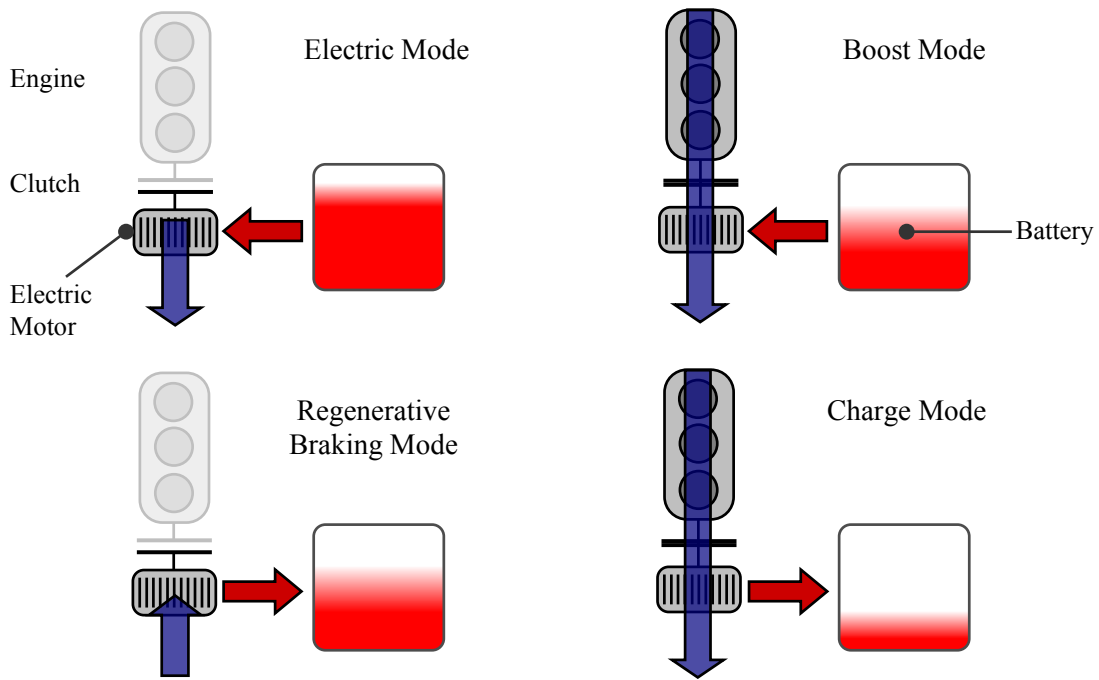 Electric Mode
Boost Mode
Engine
Clutch
Battery
Electric
Motor
Regenerative
Braking Mode
Charge Mode